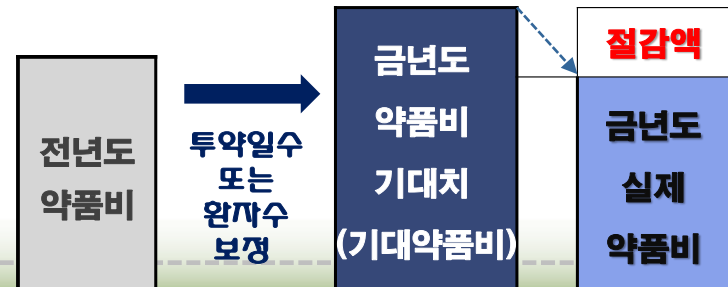 전년도
약품비
투약일수
또는
환자수
보정
금년도
약품비
기대치
(기대약품비)
절감액
금년도
실제
약품비